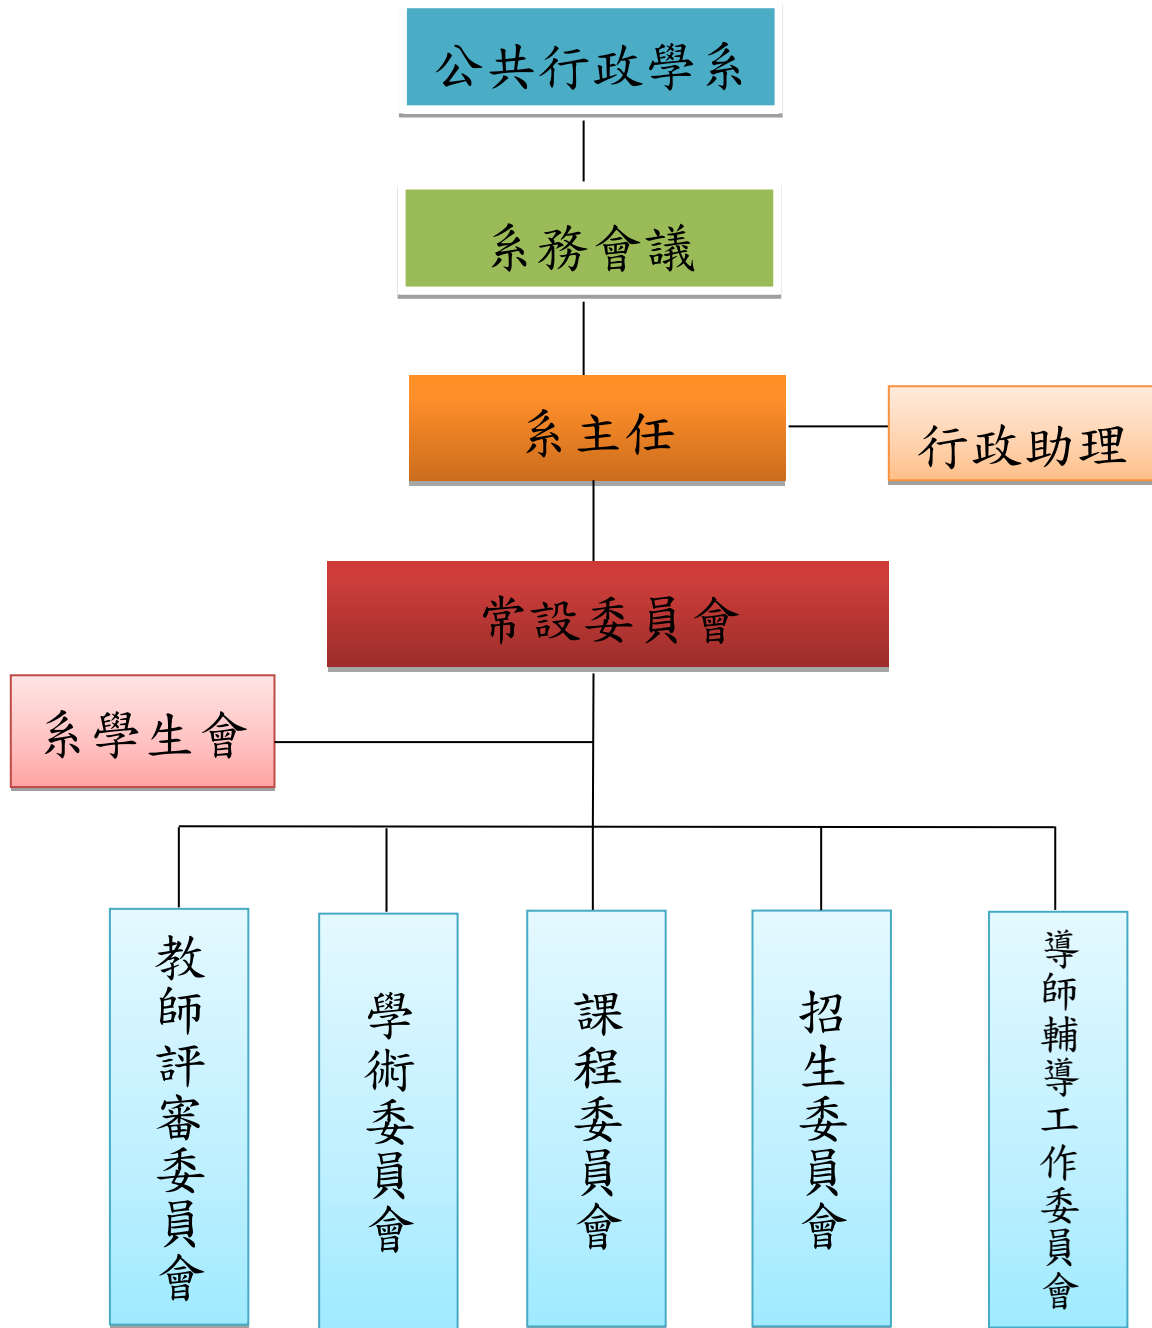 公共行政學系
系務會議
系主任
行政助理
常設委員會
系學生會
教師評審委員會
學術委員會
課程委員會
招生委員會
導師輔導工作委員會